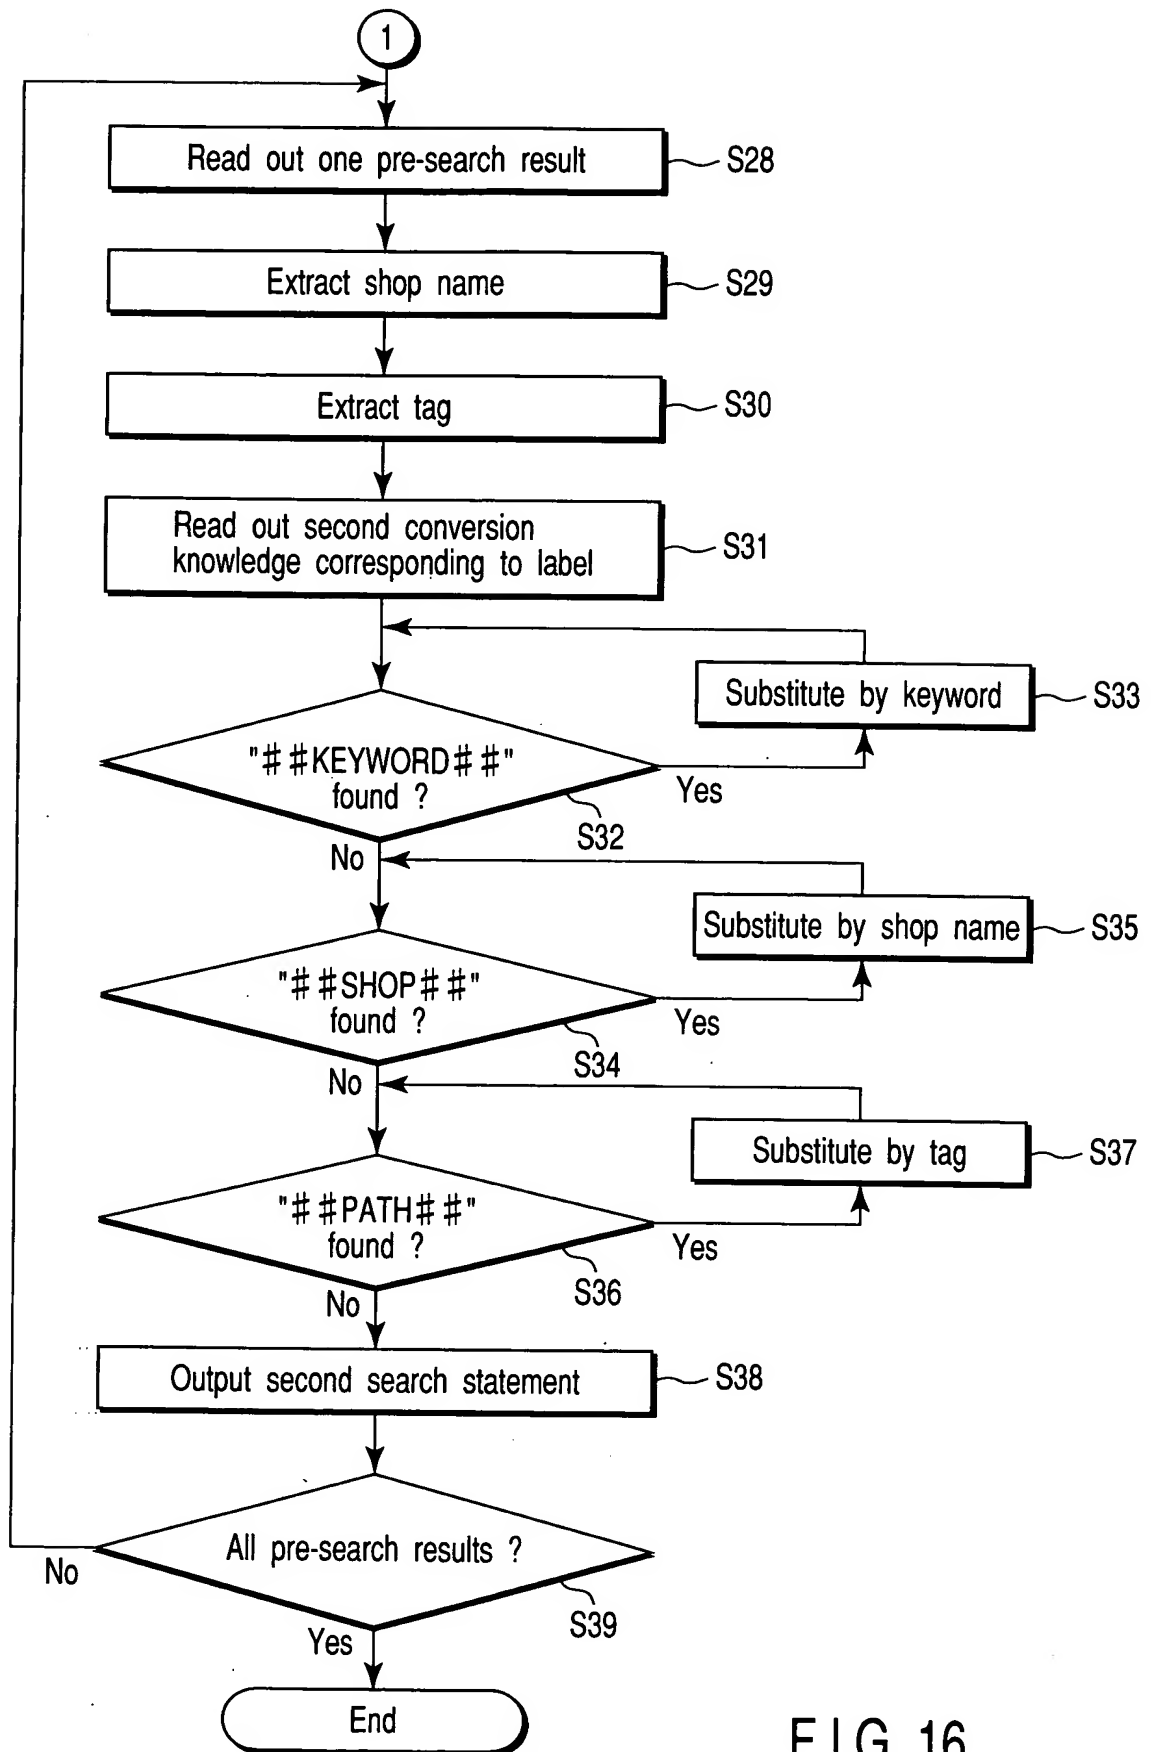 1
Read out one pre-search result
S28
Extract shop name
S29
Extract tag
S30
Read out second conversion
knowledge corresponding to label
S31
Substitute by keyword
S33
"##KEYWORD##"
found ?
Yes
S32
No
Substitute by shop name
S35
"##SHOP##"
found ?
Yes
S34
No
Substitute by tag
S37
"##PATH##"
found ?
Yes
S36
No
Output second search statement
S38
All pre-search results ?
No
S39
Yes
End
FIG. 16